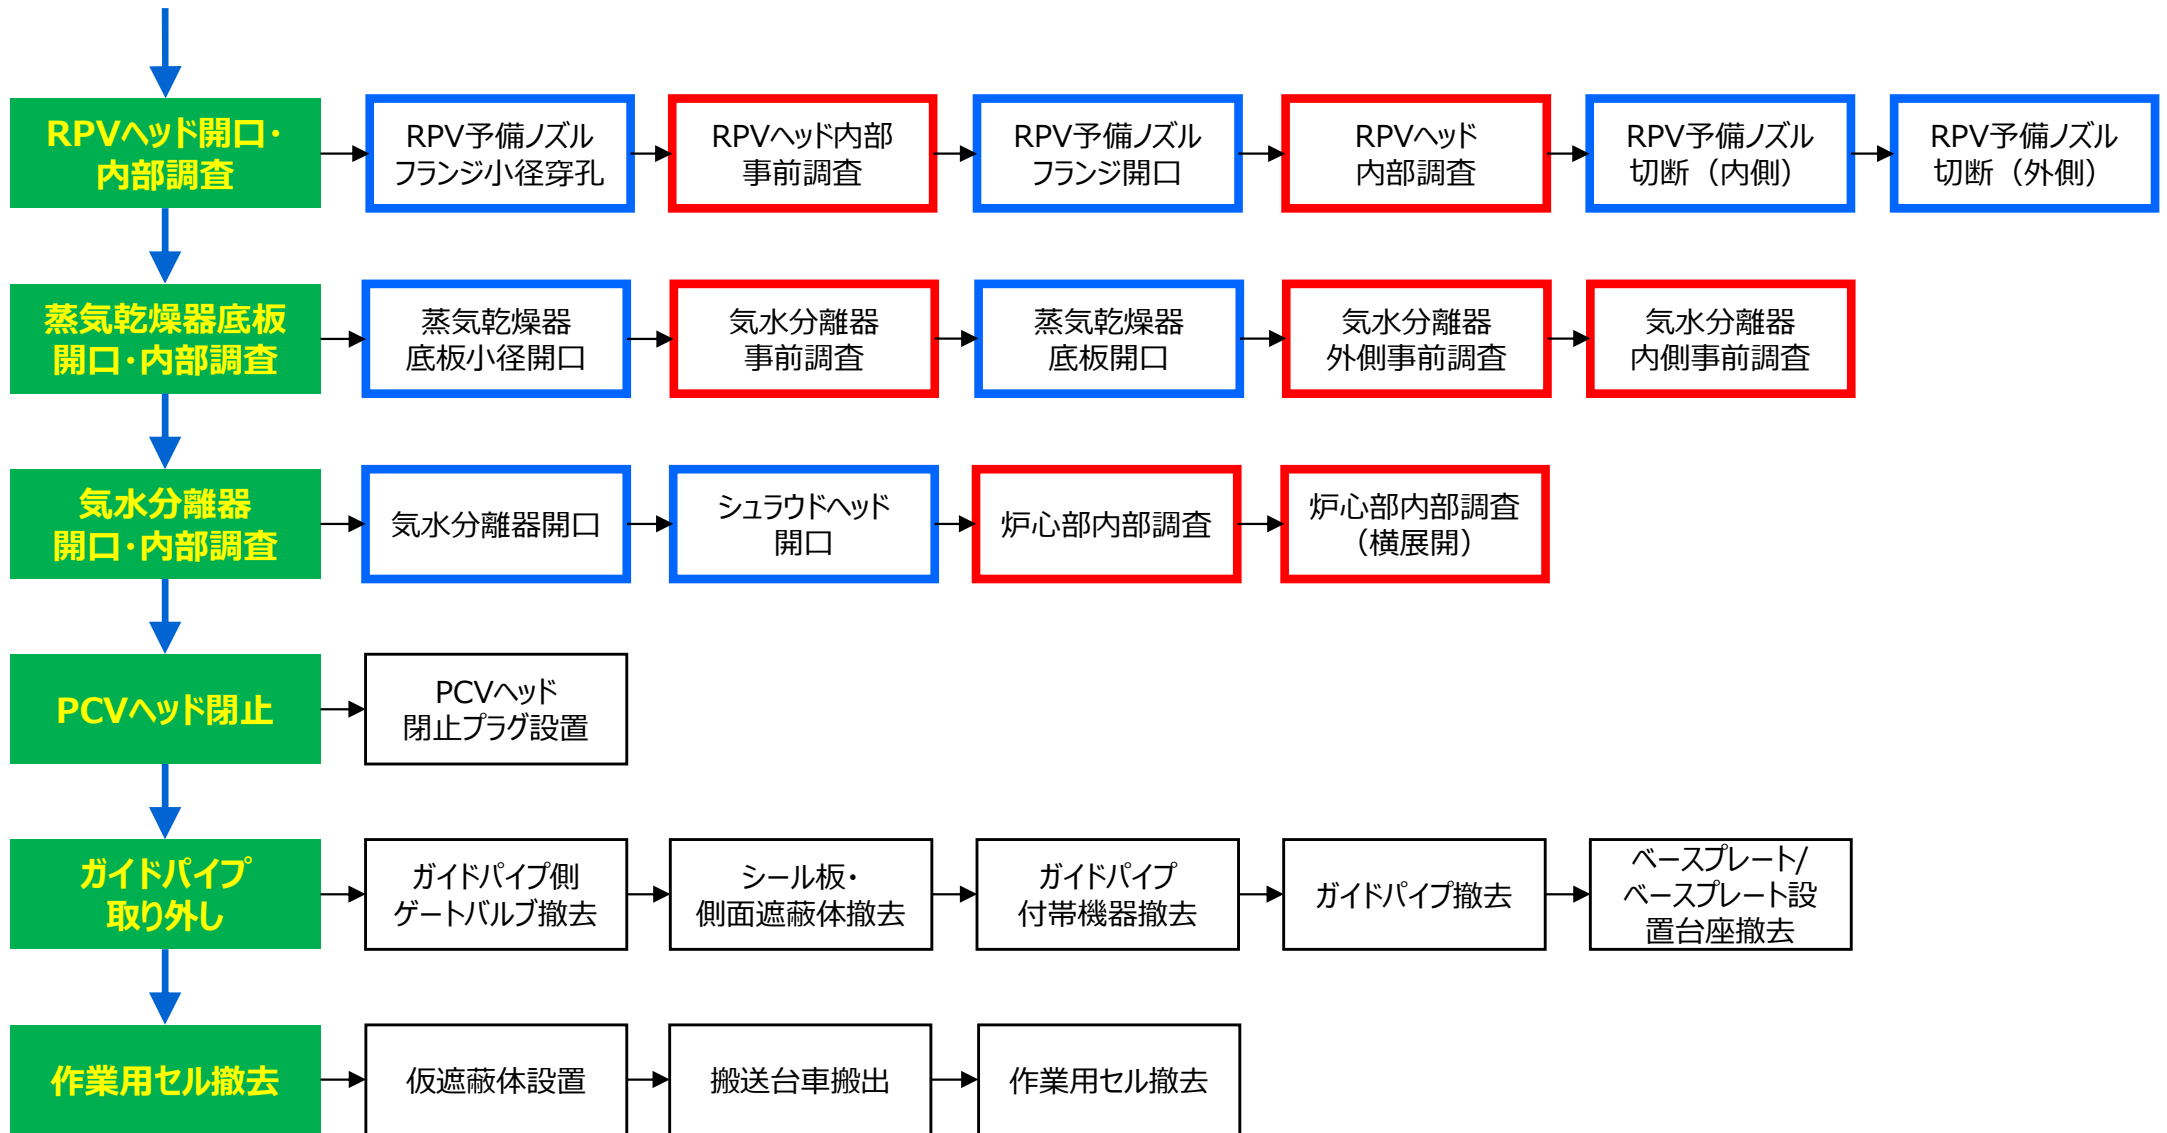 RPVヘッド開口・
内部調査
RPV予備ノズル
フランジ小径穿孔
RPVヘッド内部
事前調査
RPV予備ノズル
フランジ開口
RPVヘッド
内部調査
RPV予備ノズル
切断（内側）
RPV予備ノズル
切断（外側）
蒸気乾燥器底板
開口・内部調査
蒸気乾燥器
底板小径開口
気水分離器
事前調査
蒸気乾燥器
底板開口
気水分離器
外側事前調査
気水分離器
内側事前調査
気水分離器
開口・内部調査
気水分離器開口
シュラウドヘッド
開口
炉心部内部調査
炉心部内部調査
（横展開）
PCVヘッド閉止
PCVヘッド
閉止プラグ設置
ガイドパイプ
取り外し
ガイドパイプ側
ゲートバルブ撤去
シール板・
側面遮蔽体撤去
ガイドパイプ
付帯機器撤去
ガイドパイプ撤去
ベースプレート/
ベースプレート設
置台座撤去
作業用セル撤去
仮遮蔽体設置
搬送台車搬出
作業用セル撤去